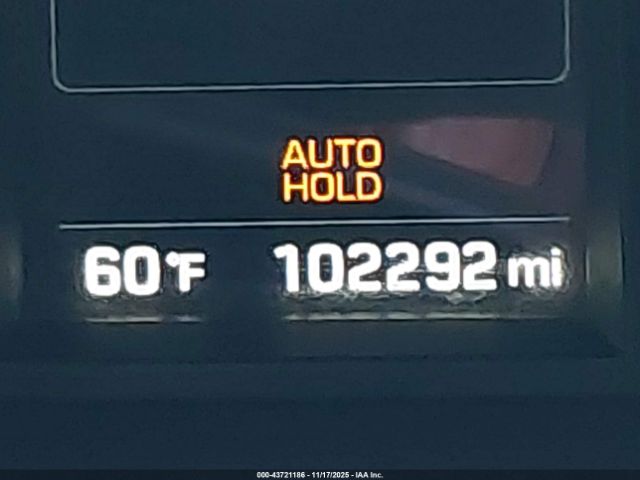 AUTO
HOLD
60°F 102292 mi
000-43721186 - 11/17/2025 - IAA Inc.